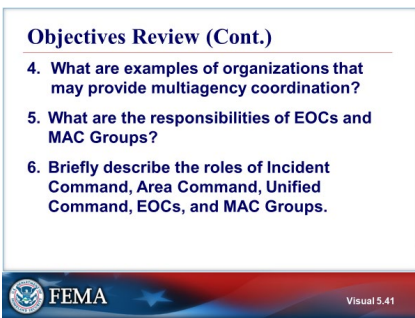 Objectives Review (Cont.)
4. What are examples of organizations that
may provide multiagency coordination?
5. What are the responsibilities of EOCs and
MAC Groups?
6. Briefly describe the roles of Incident
Command, Area Command, Unified
Command, EOCs, and MAC Groups.
FEMA
Visual 5.41